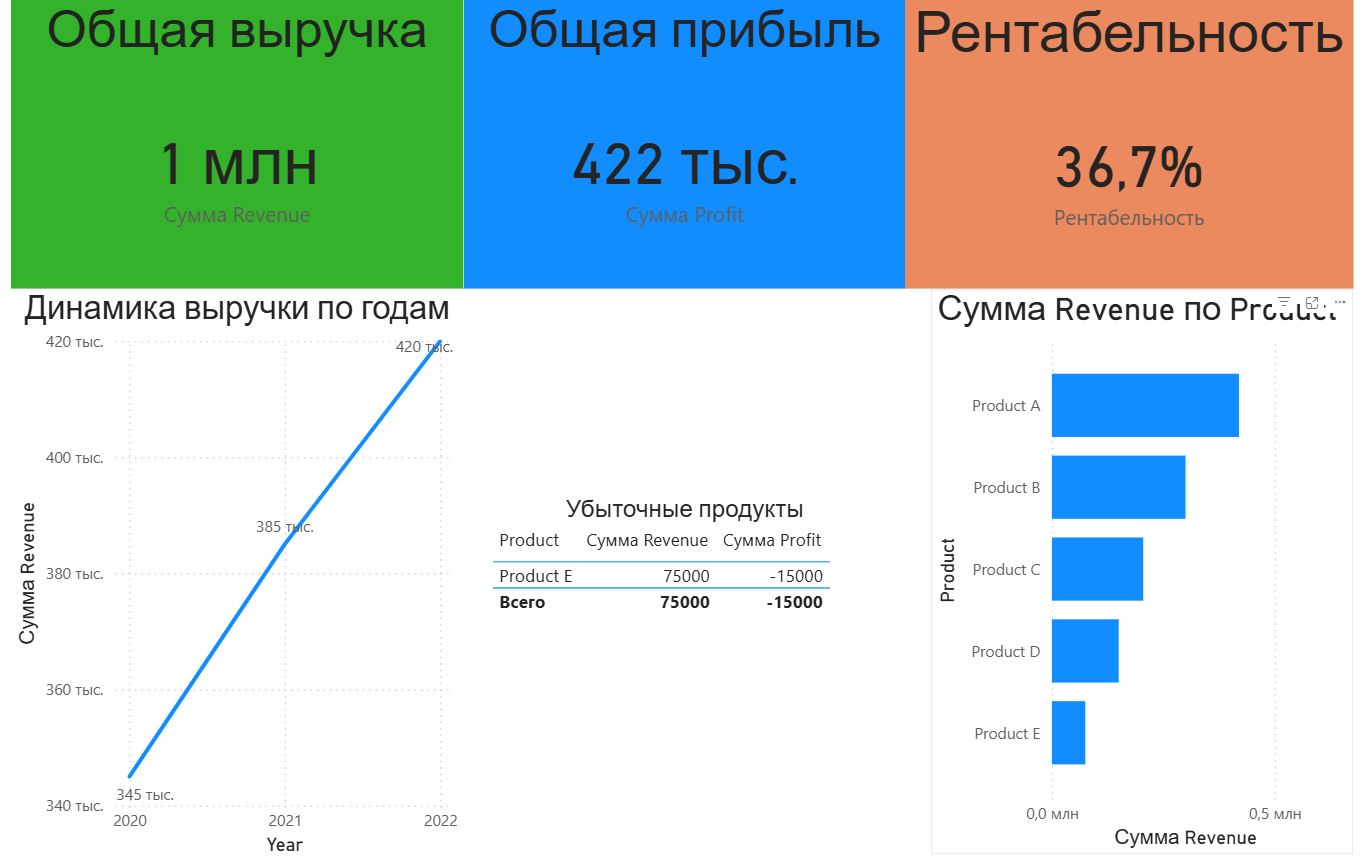 Общая выручка
1 млн
Сумма Revenue
Общая прибыль
422 тыс.
Сумма Profit
Рентабельность
36,7%
Рентабельность
Динамика выручки по годам
Сумма Revenue
420 тыс.
400 тыс.
380 тыс.
360 тыс.
340 тыс.
420 тыс.
385 тыс.
345 тыс.
2020 2021 2022
Year
Убыточные продукты
Product Сумма Revenue Сумма Profit
Product E 75000 -15000
Всего 75000 -15000
Сумма Revenue по Product
Product
Product A
Product B
Product C
Product D
Product E
0,0 млн 0,5 млн
Сумма Revenue